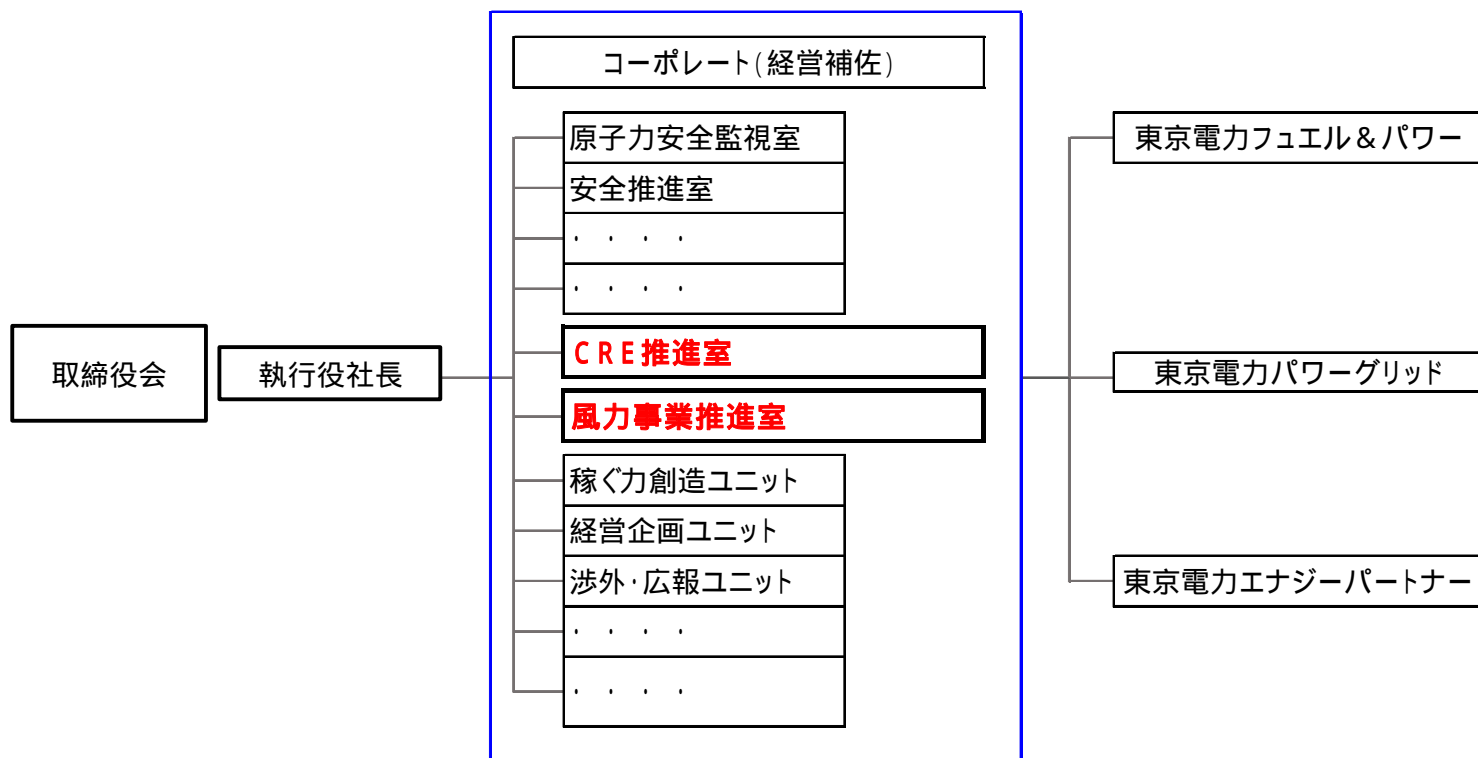 コーポレート(経営補佐)
原子力安全監視室
安全推進室
・・・・
・・・・
CRE推進室
風力事業推進室
稼ぐ力創造ユニット
経営企画ユニット
渉外・広報ユニット
・・・・
・・・・
取締役会
執行役社長
東京電力フュエル&パワー
東京電力パワーグリッド
東京電力エナジーパートナー